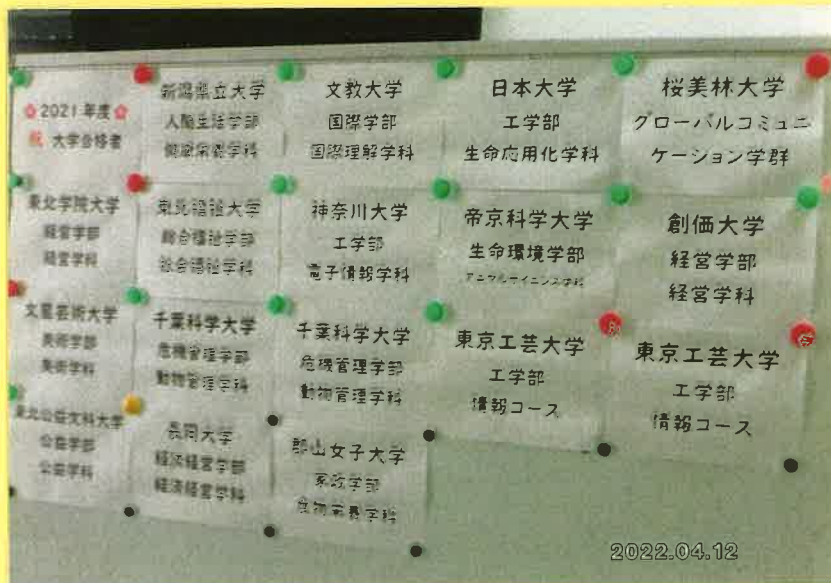 2021年度
祝 大学合格者
新潟県立大学
人間生活学部
健康栄養学科
文教大学
国際学部
国際理解学科
日本大学
工学部
生命応用化学科
桜美林大学
グローバルコミュニ
ケーション学群
東北学院大学
経営学部
経営学科
東北福祉大学
総合福祉学部
社会福祉学科
神奈川大学
工学部
電子情報学科
帝京科学大学
生命環境学部
アニマルサイエンス学科
創価大学
経営学部
経営学科
文星芸術大学
美術学部
美術学科
千葉科学大学
危機管理学部
動物管理学科
千葉科学大学
危機管理学部
動物管理学科
東京工芸大学
工学部
情報コース
東京工芸大学
工学部
情報コース
東北公益文科大学
公益学部
公益学科
長岡大学
経済経営学部
経済経営学科
郡山女子大学
家政学部
食物栄養学科
2022.04.12